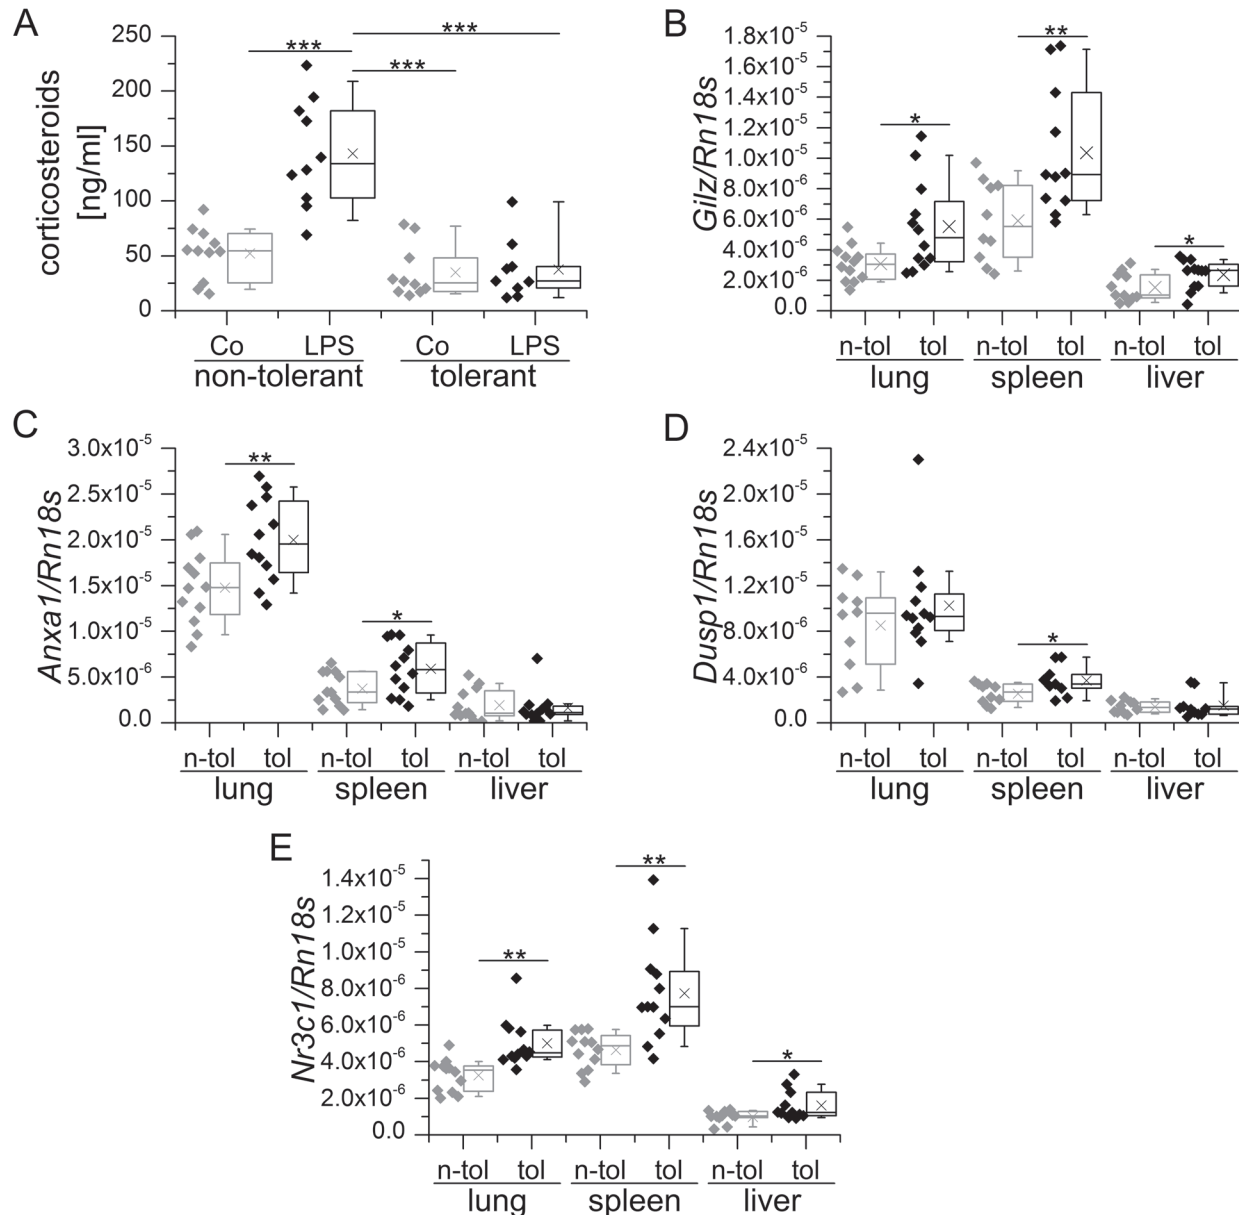 A
corticosteroids
[ng/ml]
250
200
150
100
50
0
***
***
***
Co LPS Co LPS
non-tolerant tolerant
B
Gilz/Rn18s
1.8x10⁻⁵
1.6x10⁻⁵
1.4x10⁻⁵
1.2x10⁻⁵
1.0x10⁻⁵
8.0x10⁻⁶
6.0x10⁻⁶
4.0x10⁻⁶
2.0x10⁻⁶
0.0
*
**
*
n-tol tol n-tol tol n-tol tol
lung spleen liver
C
Anxa1/Rn18s
3.0x10⁻⁵
2.5x10⁻⁵
2.0x10⁻⁵
1.5x10⁻⁵
1.0x10⁻⁵
5.0x10⁻⁶
0.0
**
*
n-tol tol n-tol tol n-tol tol
lung spleen liver
D
Dusp1/Rn18s
2.4x10⁻⁵
2.0x10⁻⁵
1.6x10⁻⁵
1.2x10⁻⁵
8.0x10⁻⁶
4.0x10⁻⁶
0.0
*
n-tol tol n-tol tol n-tol tol
lung spleen liver
E
Nr3c1/Rn18s
1.4x10⁻⁵
1.2x10⁻⁵
1.0x10⁻⁵
8.0x10⁻⁶
6.0x10⁻⁶
4.0x10⁻⁶
2.0x10⁻⁶
0.0
**
**
*
n-tol tol n-tol tol n-tol tol
lung spleen liver